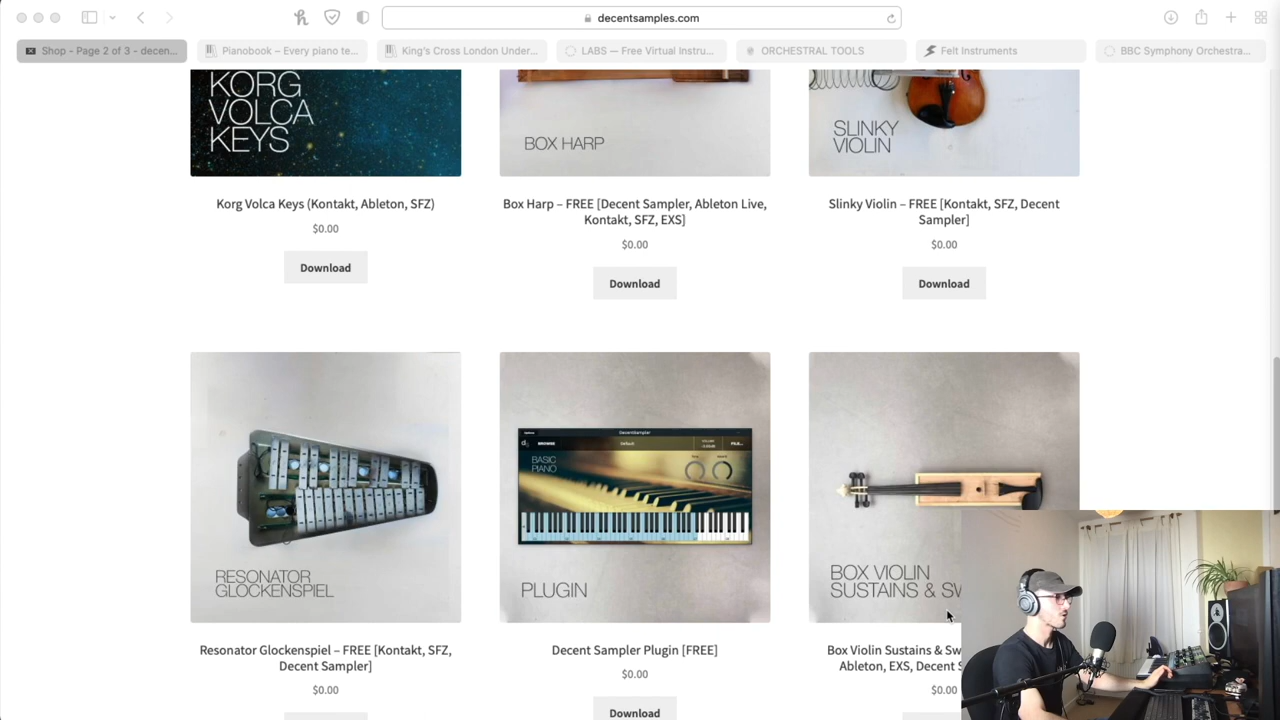 decentsamples.com
Shop - Page 2 of 3 - decen...
Pianobook – Every piano te...
King's Cross London Under...
LABS — Free Virtual Instru...
ORCHESTRAL TOOLS
Felt Instruments
BBC Symphony Orchestra...
KORG
VOLCA
KEYS
BOX HARP
SLINKY
VIOLIN
Korg Volca Keys (Kontakt, Ableton, SFZ)
$0.00
Download
Box Harp – FREE [Decent Sampler, Ableton Live,
Kontakt, SFZ, EXS]
$0.00
Download
Slinky Violin – FREE [Kontakt, SFZ, Decent
Sampler]
$0.00
Download
RESONATOR
GLOCKENSPIEL
BROWSE
Default
BASIC
PIANO
PLUGIN
BOX VIOLIN
SUSTAINS & SW
Resonator Glockenspiel – FREE [Kontakt, SFZ,
Decent Sampler]
$0.00
Decent Sampler Plugin [FREE]
$0.00
Download
Box Violin Sustains & Sw
Ableton, EXS, Decent S
$0.00